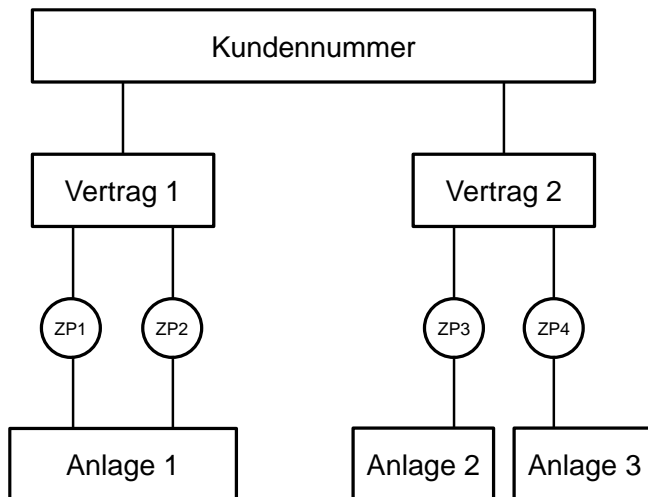 Kundennummer
Vertrag 1
Vertrag 2
ZP1
ZP2
ZP3
ZP4
Anlage 1
Anlage 2
Anlage 3